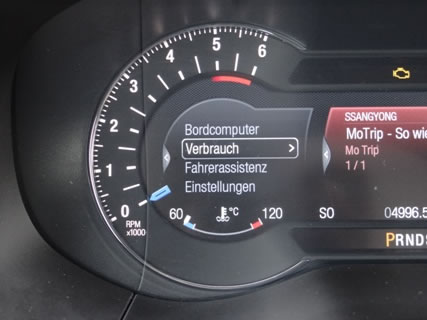 6
5
4
3
2
1
0
RPM
x1000
Bordcomputer
Verbrauch >
Fahrerassistenz
Einstellungen
60 °C 120
SSANGYONG
MoTrip - So wie
Mo Trip
1/1
SO 04996.5
PRNDS